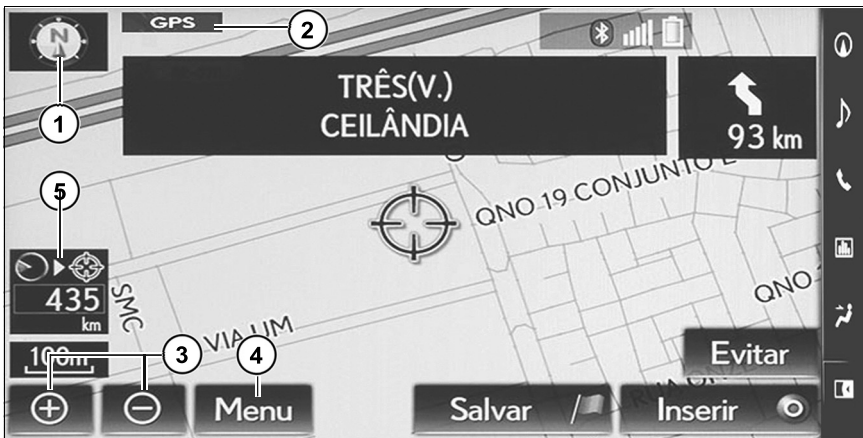 N
GPS
2
TRÊS(V.)
CEILÂNDIA
93 km
1
5
QNO 19 CONJUNTO E
435
km
SMC
QNO
100m
3
VIA UM
4
Evitar
Menu
Salvar
Inserir